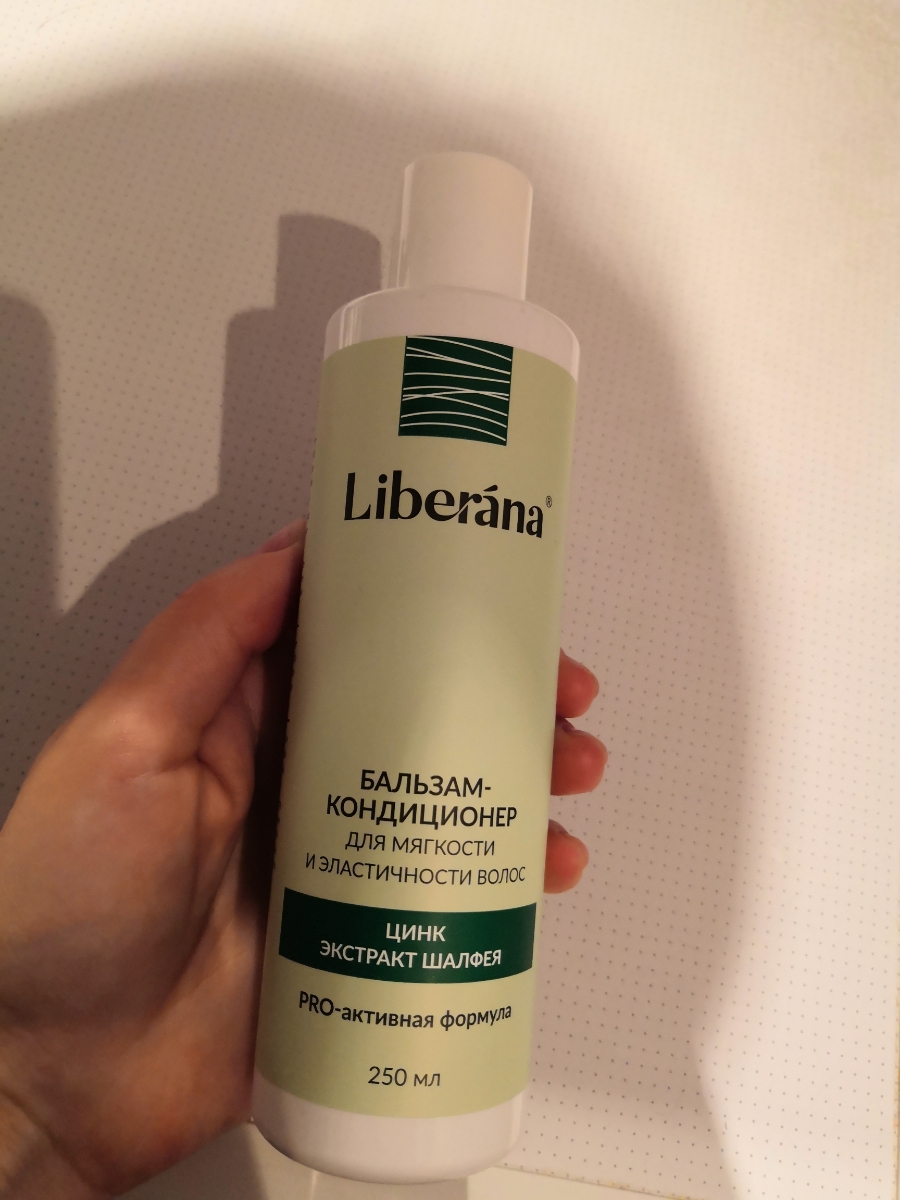 Liberána®
БАЛЬЗАМ-
КОНДИЦИОНЕР
ДЛЯ МЯГКОСТИ
И ЭЛАСТИЧНОСТИ ВОЛОС
ЦИНК
ЭКСТРАКТ ШАЛФЕЯ
PRO-активная формула
250 мл